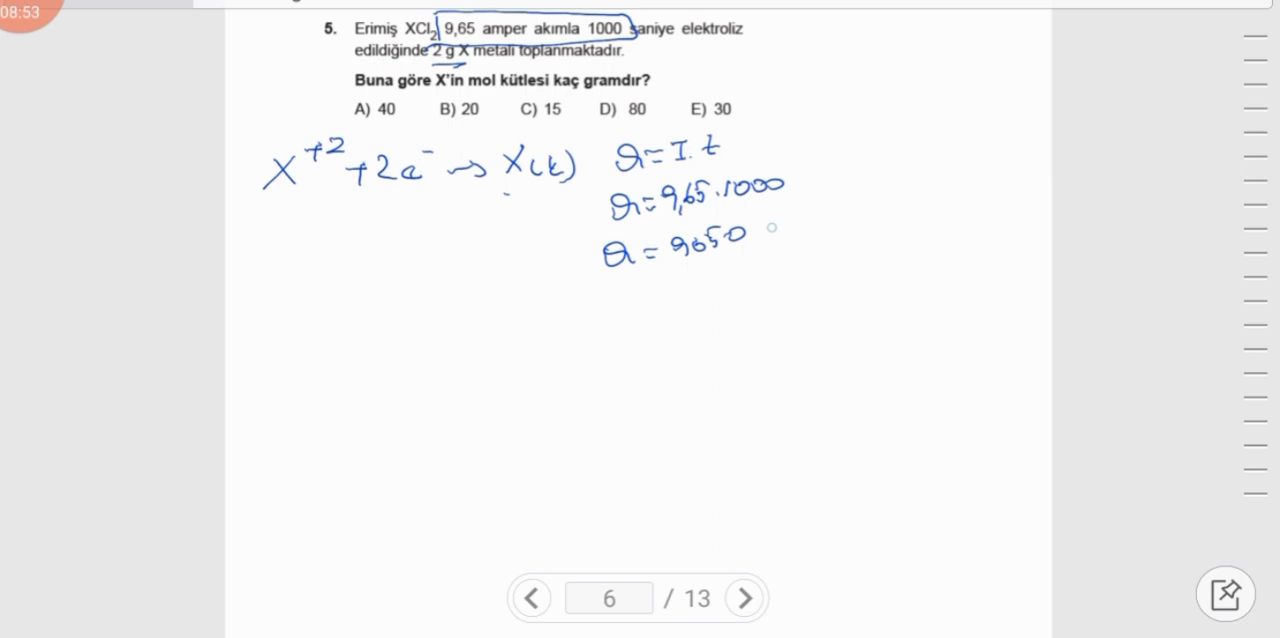 08:53
5. Erimiş XCl₂ 9,65 amper akımla 1000 saniye elektroliz
edildiğinde 2 g X metali toplanmaktadır.
Buna göre X'in mol kütlesi kaç gramdır?
A) 40 B) 20 C) 15 D) 80 E) 30
X⁺² + 2e⁻ → X(k)
Q = I.t
Q = 9,65.1000
Q = 9650
6 / 13